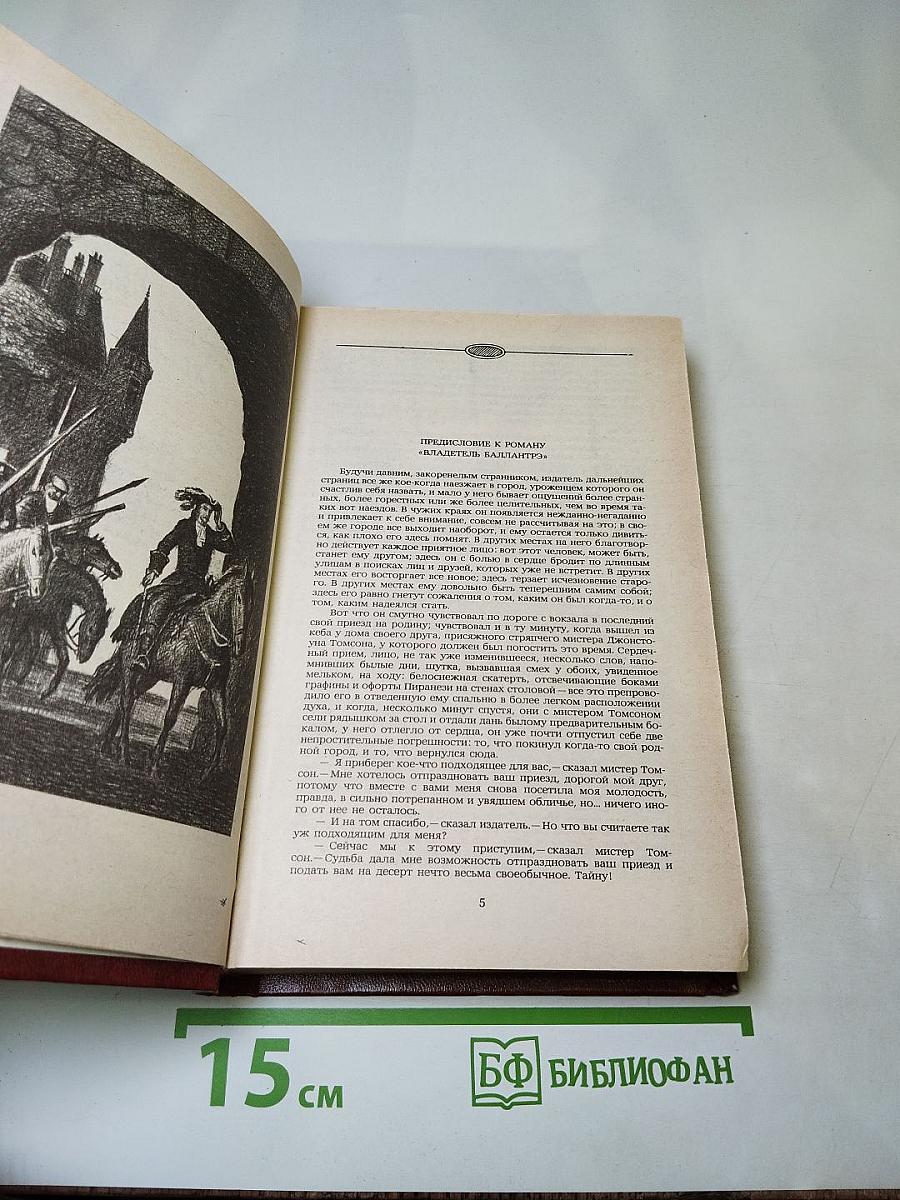 ПРЕДИСЛОВИЕ К РОМАНУ
«ВЛАДЕТЕЛЬ БАЛЛАНТРЭ»
Будучи давним, закоренелым странником, издатель дальнейших
страниц все же кое-когда наезжает в город, уроженцем которого он
счастлив себя назвать, и мало у него бывает ощущений более стран-
ных, более горестных или же более целительных, чем во время та-
ких вот наездов. В чужих краях он появляется нежданно-негаданно
и привлекает к себе внимание, совсем не рассчитывая на это; в сво-
ем же городе все выходит наоборот, и ему остается только дивить-
ся, как плохо его здесь помнят. В других местах на него благотвор-
но действует каждое приятное лицо: вот этот человек, может быть,
станет ему другом; здесь он с болью в сердце бродит по длинным
улицам в поисках лиц и друзей, которых уже не встретит. В других
местах его восторгает все новое; здесь терзает исчезновение старо-
го. В других местах ему довольно быть теперешним самим собой;
здесь его равно гнетут сожаления о том, каким он был когда-то, и о
том, каким надеялся стать.
Вот что он смутно чувствовал по дороге с вокзала в последний
свой приезд на родину; чувствовал и в ту минуту, когда вышел из
кеба у дома своего друга, присяжного стряпчего мистера Джонсто-
уна Томсона, у которого должен был погостить это время. Сердеч-
ный прием, лицо, не так уже изменившееся, несколько слов, напо-
мнивших былые дни, шутка, вызвавшая смех у обоих, увиденные
мельком, на ходу: белоснежная скатерть, отсвечивающие боками
графины и офорты Пиранези на стенах столовой — все это препрово-
дило его в отведенную ему спальню в более легком расположении
духа, и когда, несколько минут спустя, они с мистером Томсоном
сели рядышком за стол и отдали дань былому предварительным бо-
калом, у него отлегло от сердца, он уже почти отпустил себе две
непростительные погрешности: то, что покинул когда-то свой род-
ной город, и то, что вернулся сюда.
— Я приберег кое-что подходящее для вас,— сказал мистер Том-
сон.— Мне хотелось отпраздновать ваш приезд, дорогой мой друг,
потому что вместе с вами меня снова посетила моя молодость,
правда, в сильно потрепанном и увядшем обличье, но... ничего ино-
го от нее не осталось.
— И на том спасибо,— сказал издатель.— Но что вы считаете так
уж подходящим для меня?
— Сейчас мы к этому приступим,— сказал мистер Том-
сон.— Судьба дала мне возможность отпраздновать ваш приезд и
подать вам на десерт нечто весьма своеобычное. Тайну!
5
15 см
БФ БИБЛИОФАН